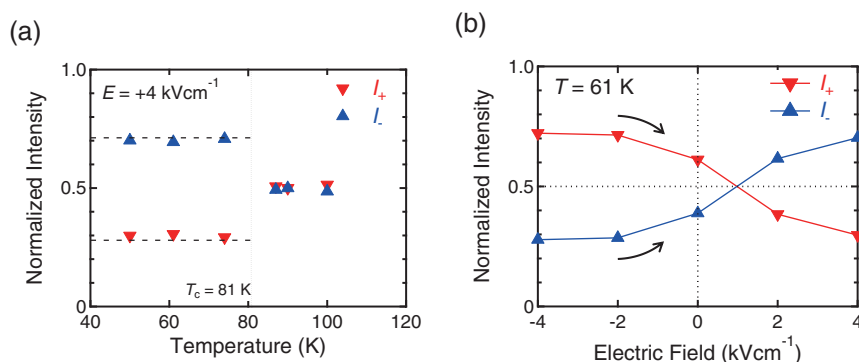 (a)
1.0
0.5
0
Normalized Intensity
E = +4 kVcm⁻¹
I₊
I₋
T_c = 81 K
40 60 80 100 120
Temperature (K)
(b)
1.0
0.5
0
Normalized Intensity
T = 61 K
I₊
I₋
-4 -2 0 2 4
Electric Field (kVcm⁻¹)